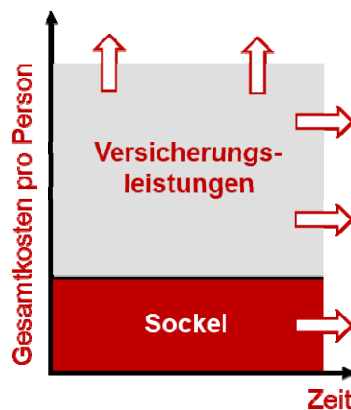 Gesamtkosten pro Person
Versicherungs-
leistungen
Sockel
Zeit